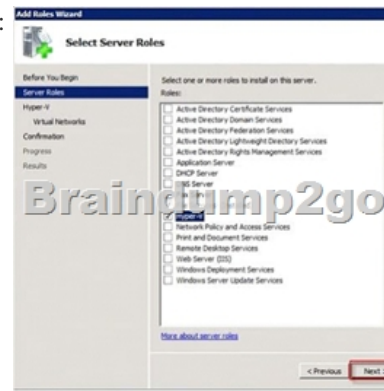 :
Add Roles Wizard
Select Server Roles
Before You Begin
Server Roles
Hyper-V
Virtual Networks
Confirmation
Progress
Results
Select one or more roles to install on this server.
Roles:
Active Directory Certificate Services
Active Directory Domain Services
Active Directory Federation Services
Active Directory Lightweight Directory Services
Active Directory Rights Management Services
Application Server
DHCP Server
DNS Server
Braindump2go
Hyper-V
Network Policy and Access Services
Print and Document Services
Remote Desktop Services
Web Server (IIS)
Windows Deployment Services
Windows Server Update Services
More about server roles
< Previous
Next >